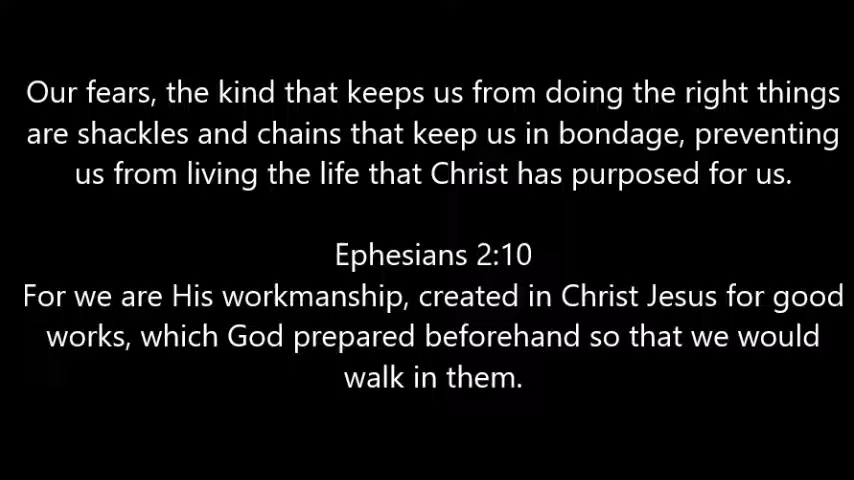 Our fears, the kind that keeps us from doing the right things
are shackles and chains that keep us in bondage, preventing
us from living the life that Christ has purposed for us.
Ephesians 2:10
For we are His workmanship, created in Christ Jesus for good
works, which God prepared beforehand so that we would
walk in them.